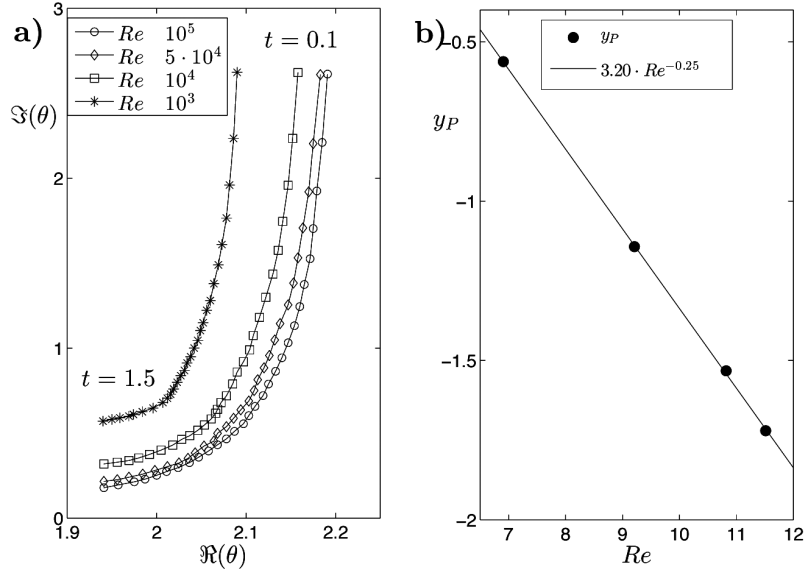 a)
3
2
1
0
ℑ(θ)
Re 10^5
Re 5 · 10^4
Re 10^4
Re 10^3
t = 0.1
t = 1.5
1.9 2 2.1 2.2
ℜ(θ)
b)
−0.5
−1
−1.5
−2
y_P
y_P
3.20 · Re^{−0.25}
7 8 9 10 11 12
Re